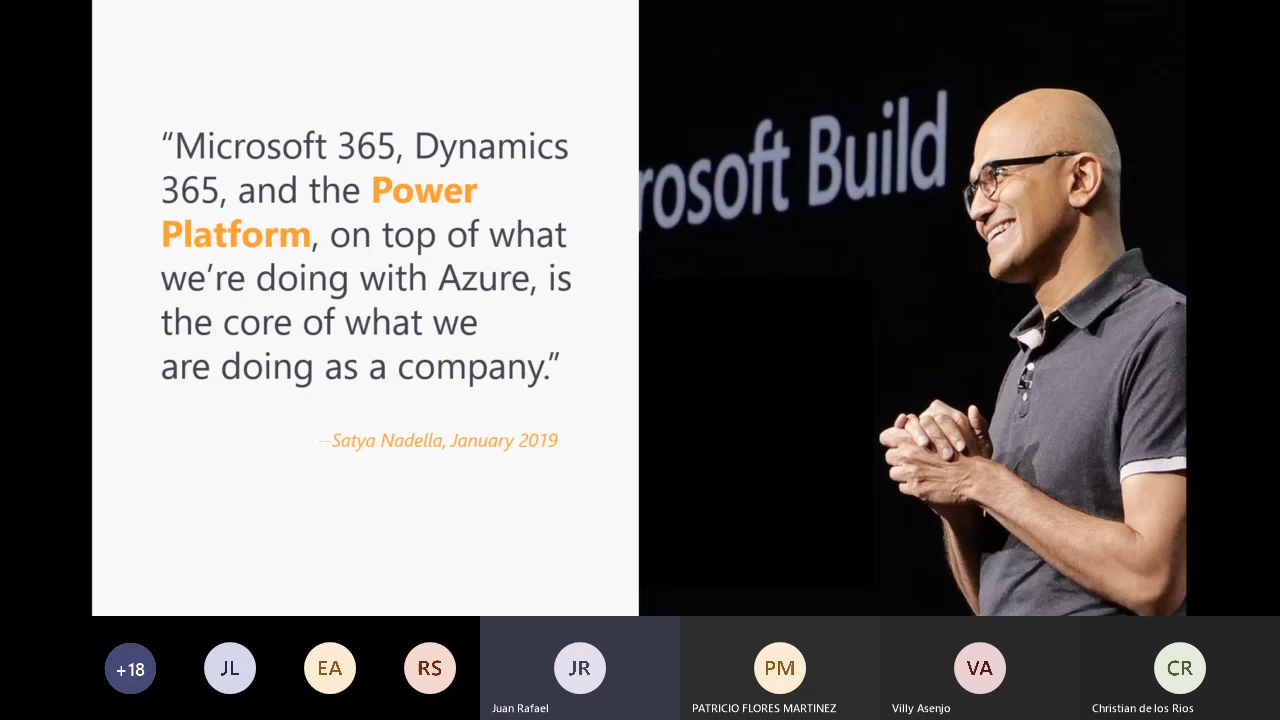 “Microsoft 365, Dynamics
365, and the Power
Platform, on top of what
we’re doing with Azure, is
the core of what we
are doing as a company.”
--Satya Nadella, January 2019
rosoft Build
+18
JL
EA
RS
JR
PM
VA
CR
Juan Rafael
PATRICIO FLORES MARTINEZ
Villy Asenjo
Christian de los Rios